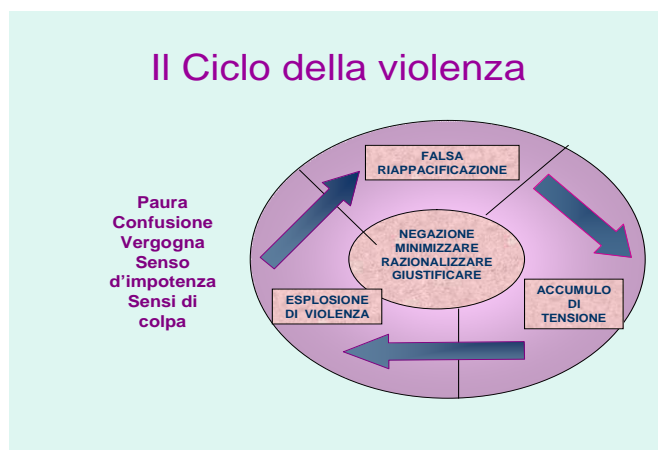 Il Ciclo della violenza
FALSA
RIAPPACIFICAZIONE
Paura
Confusione
Vergogna
Senso
d'impotenza
Sensi di
colpa
NEGAZIONE
MINIMIZZARE
RAZIONALIZZARE
GIUSTIFICARE
ESPLOSIONE
DI VIOLENZA
ACCUMULO
DI
TENSIONE